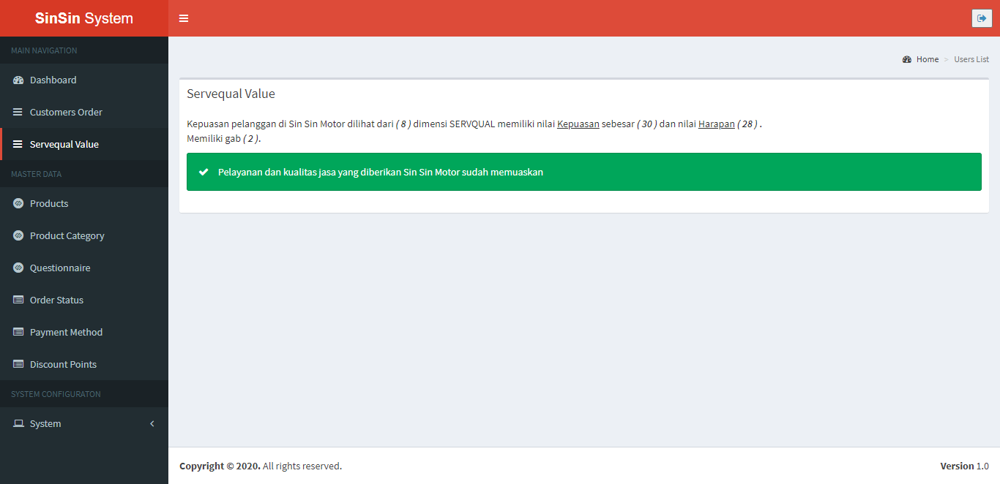 SinSin System
MAIN NAVIGATION
Dashboard
Customers Order
Servequal Value
MASTER DATA
Products
Product Category
Questionnaire
Order Status
Payment Method
Discount Points
SYSTEM CONFIGURATON
System
Home > Users List
Servequal Value
Kepuasan pelanggan di Sin Sin Motor dilihat dari ( 8 ) dimensi SERVQUAL memiliki nilai Kepuasan sebesar ( 30 ) dan nilai Harapan ( 28 ) .
Memiliki gab ( 2 ).
Pelayanan dan kualitas jasa yang diberikan Sin Sin Motor sudah memuaskan
Copyright © 2020. All rights reserved.
Version 1.0